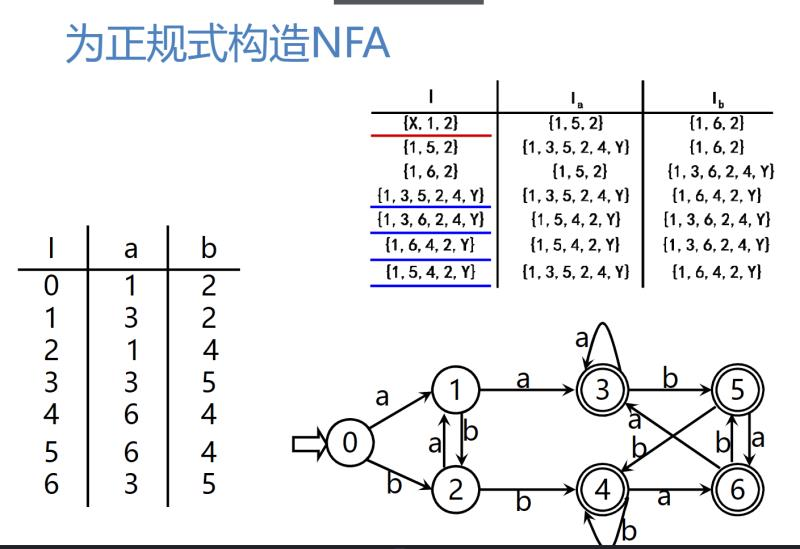 为正规式构造NFA
I Ia Ib
{X, 1, 2} {1, 5, 2} {1, 6, 2}
{1, 5, 2} {1, 3, 5, 2, 4, Y} {1, 6, 2}
{1, 6, 2} {1, 5, 2} {1, 3, 6, 2, 4, Y}
{1, 3, 5, 2, 4, Y} {1, 3, 5, 2, 4, Y} {1, 6, 4, 2, Y}
{1, 3, 6, 2, 4, Y} {1, 5, 4, 2, Y} {1, 3, 6, 2, 4, Y}
{1, 6, 4, 2, Y} {1, 5, 4, 2, Y} {1, 3, 6, 2, 4, Y}
{1, 5, 4, 2, Y} {1, 3, 5, 2, 4, Y} {1, 6, 4, 2, Y}
I a b
0 1 2
1 3 2
2 1 4
3 3 5
4 6 4
5 6 4
6 3 5
a
a 1 a 3 b 5
0 a b a b b a
b 2 b 4 a 6
b